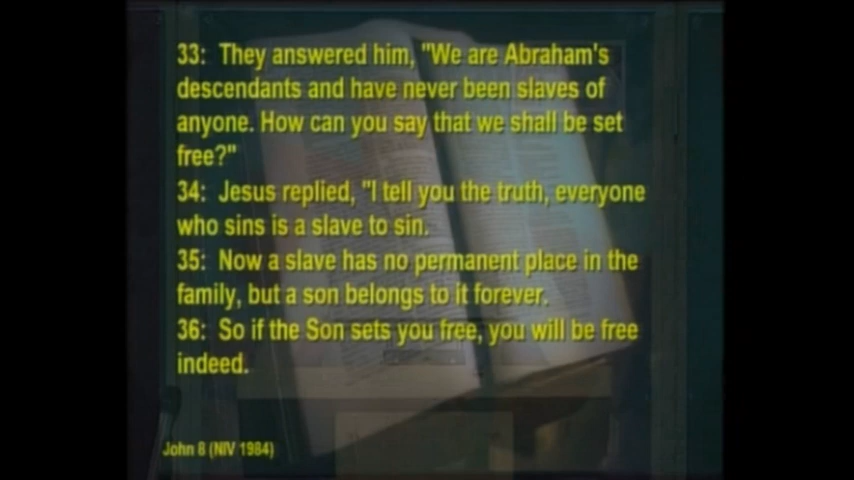 33: They answered him, "We are Abraham's
descendants and have never been slaves of
anyone. How can you say that we shall be set
free?"
34: Jesus replied, "I tell you the truth, everyone
who sins is a slave to sin.
35: Now a slave has no permanent place in the
family, but a son belongs to it forever.
36: So if the Son sets you free, you will be free
indeed.
John 8 (NIV 1984)